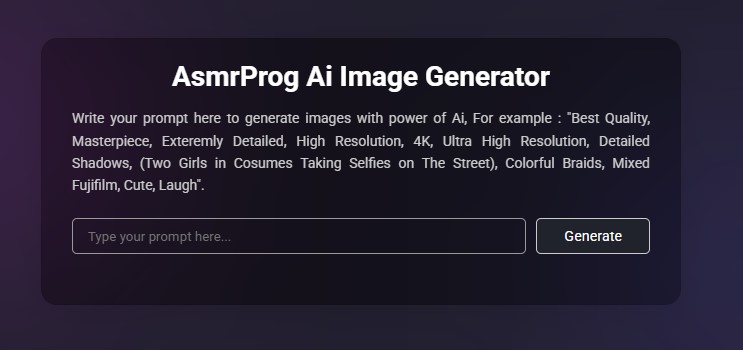 AsmrProg Ai Image Generator
Write your prompt here to generate images with power of Ai, For example : "Best Quality,
Masterpiece, Exteremly Detailed, High Resolution, 4K, Ultra High Resolution, Detailed
Shadows, (Two Girls in Cosumes Taking Selfies on The Street), Colorful Braids, Mixed
Fujifilm, Cute, Laugh".
Type your prompt here... Generate